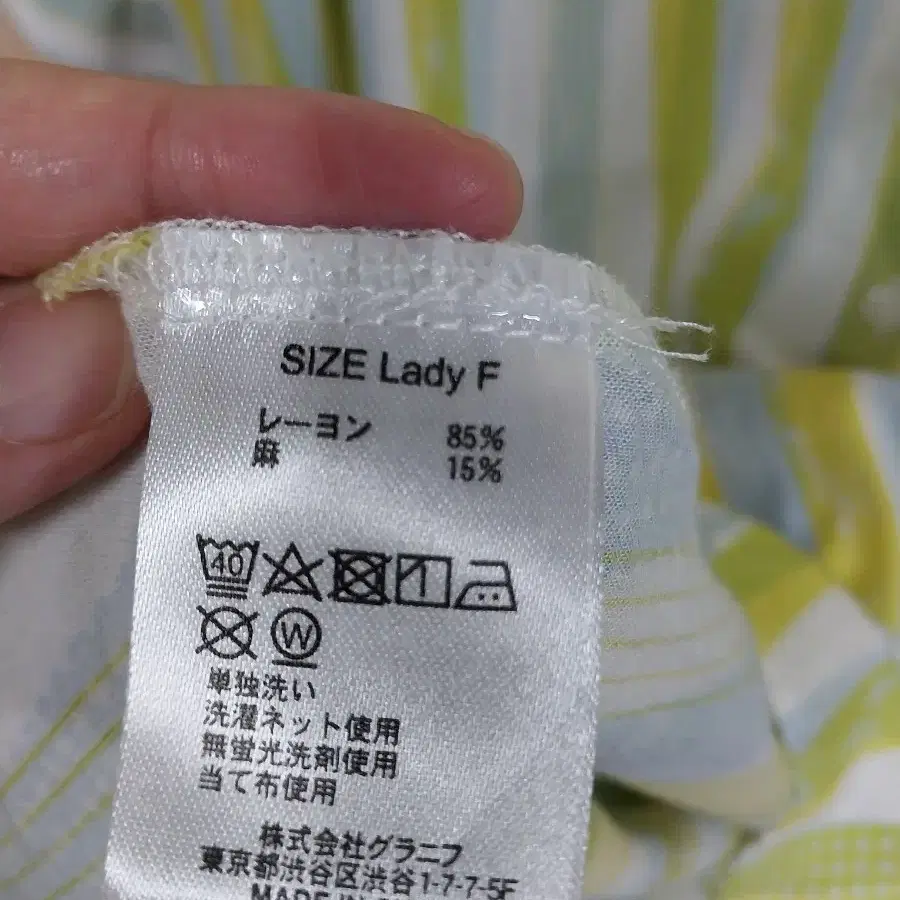 SIZE Lady F
レーヨン 85%
麻 15%
40
W
単独洗い
洗濯ネット使用
無蛍光洗剤使用
当て布使用
株式会社グラニフ
東京都渋谷区渋谷1-7-7-5F
MADE IN